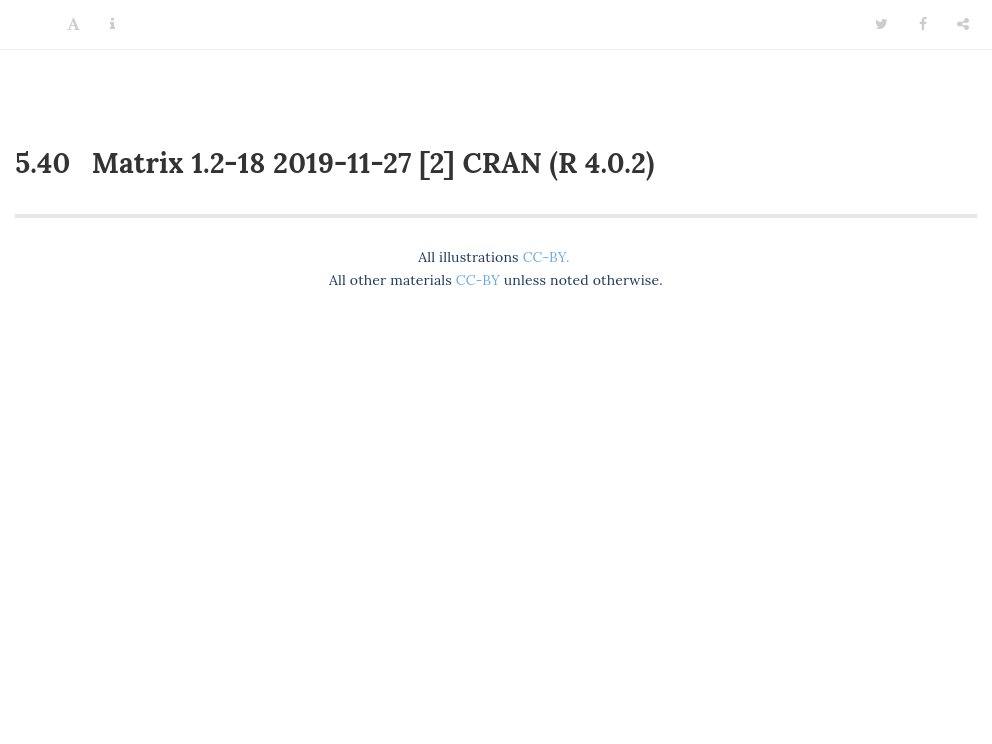 5.40 Matrix 1.2-18 2019-11-27 [2] CRAN (R 4.0.2)
All illustrations CC-BY.
All other materials CC-BY unless noted otherwise.